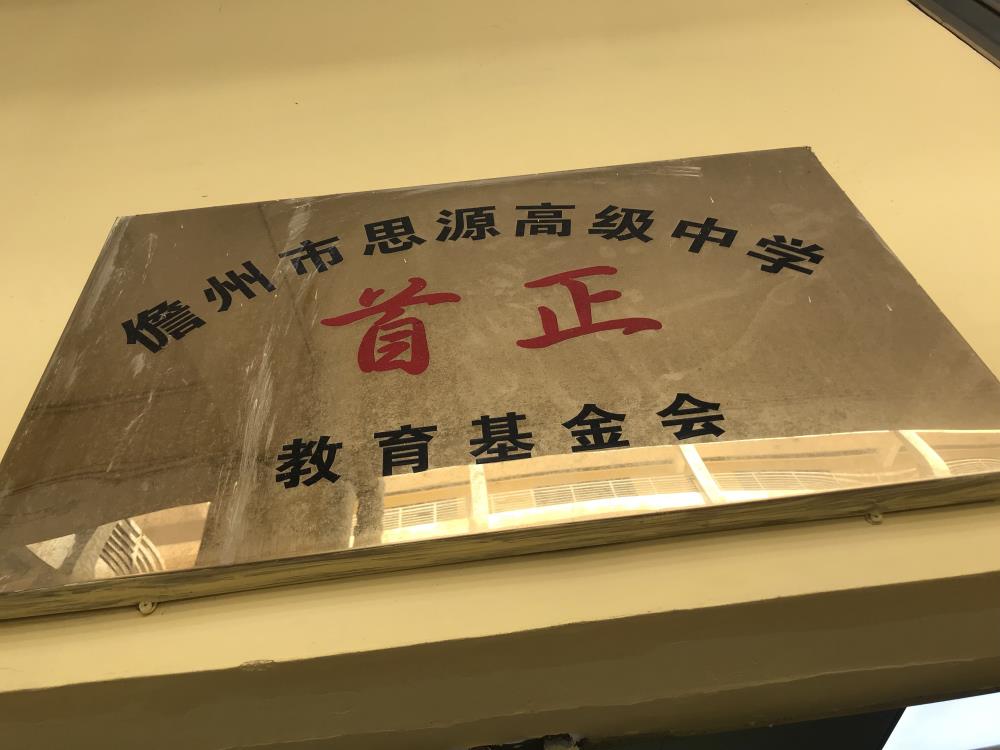 儋州市思源高级中学
首正
教育基金会